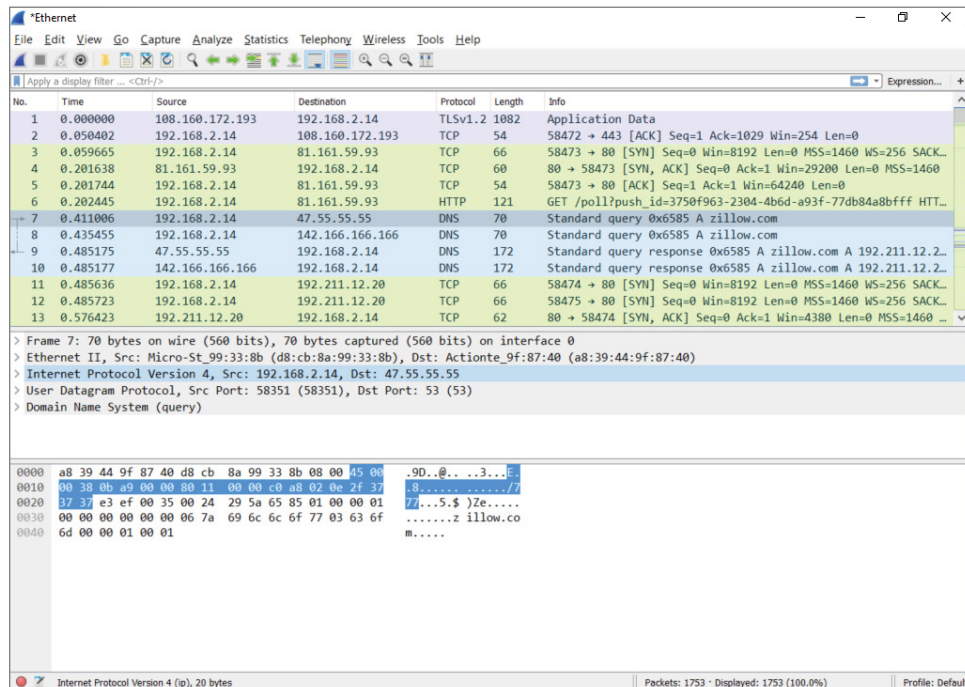 *Ethernet
File Edit View Go Capture Analyze Statistics Telephony Wireless Tools Help
Apply a display filter ... <Ctrl-/> Expression... +
No. Time Source Destination Protocol Length Info
1 0.000000 108.160.172.193 192.168.2.14 TLSv1.2 1082 Application Data
2 0.050402 192.168.2.14 108.160.172.193 TCP 54 58472 → 443 [ACK] Seq=1 Ack=1029 Win=254 Len=0
3 0.059665 192.168.2.14 81.161.59.93 TCP 66 58473 → 80 [SYN] Seq=0 Win=8192 Len=0 MSS=1460 WS=256 SACK…
4 0.201638 81.161.59.93 192.168.2.14 TCP 60 80 → 58473 [SYN, ACK] Seq=0 Ack=1 Win=29200 Len=0 MSS=1460
5 0.201744 192.168.2.14 81.161.59.93 TCP 54 58473 → 80 [ACK] Seq=1 Ack=1 Win=64240 Len=0
6 0.202445 192.168.2.14 81.161.59.93 HTTP 121 GET /poll?push_id=3750f963-2304-4b6d-a93f-77db84a8bfff HTT…
7 0.411006 192.168.2.14 47.55.55.55 DNS 70 Standard query 0x6585 A zillow.com
8 0.435455 192.168.2.14 142.166.166.166 DNS 70 Standard query 0x6585 A zillow.com
9 0.485175 47.55.55.55 192.168.2.14 DNS 172 Standard query response 0x6585 A zillow.com A 192.211.12.2…
10 0.485177 142.166.166.166 192.168.2.14 DNS 172 Standard query response 0x6585 A zillow.com A 192.211.12.2…
11 0.485636 192.168.2.14 192.211.12.20 TCP 66 58474 → 80 [SYN] Seq=0 Win=8192 Len=0 MSS=1460 WS=256 SACK…
12 0.485723 192.168.2.14 192.211.12.20 TCP 66 58475 → 80 [SYN] Seq=0 Win=8192 Len=0 MSS=1460 WS=256 SACK…
13 0.576423 192.211.12.20 192.168.2.14 TCP 62 80 → 58474 [SYN, ACK] Seq=0 Ack=1 Win=4380 Len=0 MSS=1460 …
> Frame 7: 70 bytes on wire (560 bits), 70 bytes captured (560 bits) on interface 0
> Ethernet II, Src: Micro-St_99:33:8b (d8:cb:8a:99:33:8b), Dst: Actionte_9f:87:40 (a8:39:44:9f:87:40)
> Internet Protocol Version 4, Src: 192.168.2.14, Dst: 47.55.55.55
> User Datagram Protocol, Src Port: 58351 (58351), Dst Port: 53 (53)
> Domain Name System (query)
0000 a8 39 44 9f 87 40 d8 cb 8a 99 33 8b 08 00 45 00 .9D..@.. ..3...E.
0010 00 38 0b a9 00 00 80 11 00 00 c0 a8 02 0e 2f 37 .8...... ....../7
0020 37 37 e3 ef 00 35 00 24 29 5a 65 85 01 00 00 01 77...5.$ )Ze.....
0030 00 00 00 00 00 00 06 7a 69 6c 6c 6f 77 03 63 6f .......z illow.co
0040 6d 00 00 01 00 01 m.....
Internet Protocol Version 4 (ip), 20 bytes Packets: 1753 · Displayed: 1753 (100.0%) Profile: Default